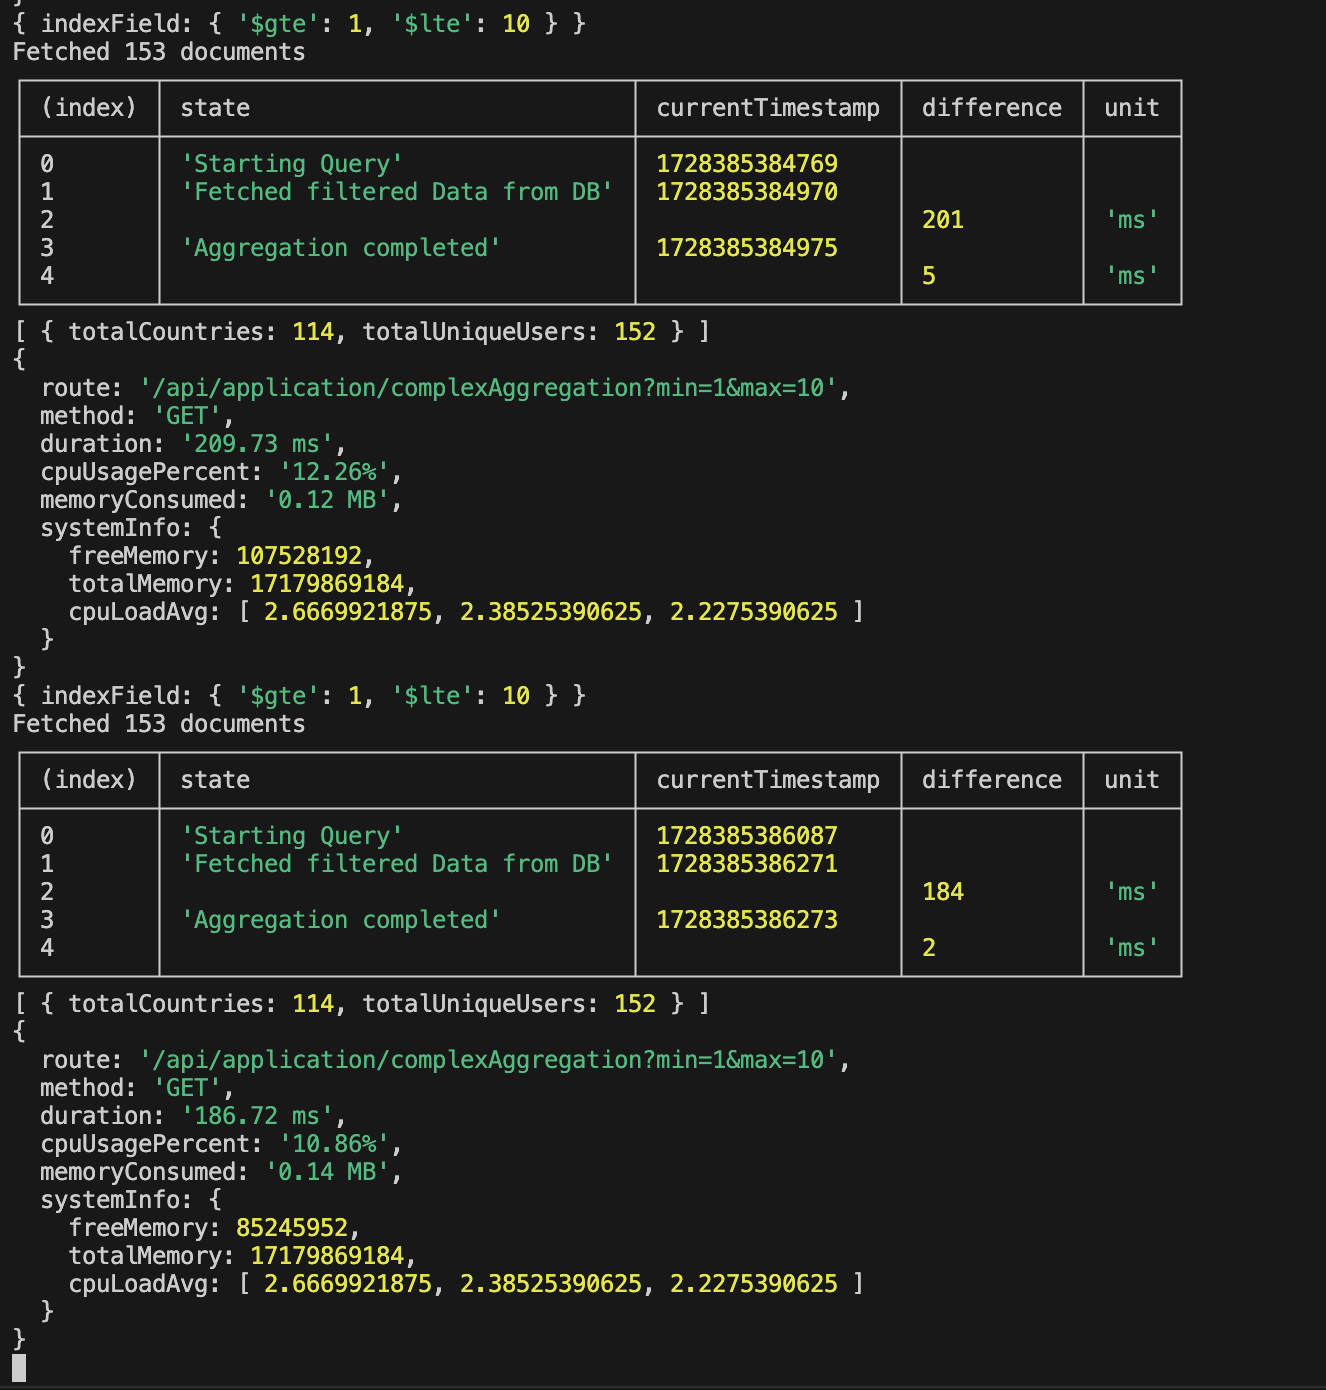 }
{ indexField: { '$gte': 1, '$lte': 10 } }
Fetched 153 documents
(index) state currentTimestamp difference unit
0 'Starting Query' 1728385384769
1 'Fetched filtered Data from DB' 1728385384970
2 201 'ms'
3 'Aggregation completed' 1728385384975
4 5 'ms'
[ { totalCountries: 114, totalUniqueUsers: 152 } ]
{
route: '/api/application/complexAggregation?min=1&max=10',
method: 'GET',
duration: '209.73 ms',
cpuUsagePercent: '12.26%',
memoryConsumed: '0.12 MB',
systemInfo: {
freeMemory: 107528192,
totalMemory: 17179869184,
cpuLoadAvg: [ 2.6669921875, 2.38525390625, 2.2275390625 ]
}
}
{ indexField: { '$gte': 1, '$lte': 10 } }
Fetched 153 documents
(index) state currentTimestamp difference unit
0 'Starting Query' 1728385386087
1 'Fetched filtered Data from DB' 1728385386271
2 184 'ms'
3 'Aggregation completed' 1728385386273
4 2 'ms'
[ { totalCountries: 114, totalUniqueUsers: 152 } ]
{
route: '/api/application/complexAggregation?min=1&max=10',
method: 'GET',
duration: '186.72 ms',
cpuUsagePercent: '10.86%',
memoryConsumed: '0.14 MB',
systemInfo: {
freeMemory: 85245952,
totalMemory: 17179869184,
cpuLoadAvg: [ 2.6669921875, 2.38525390625, 2.2275390625 ]
}
}